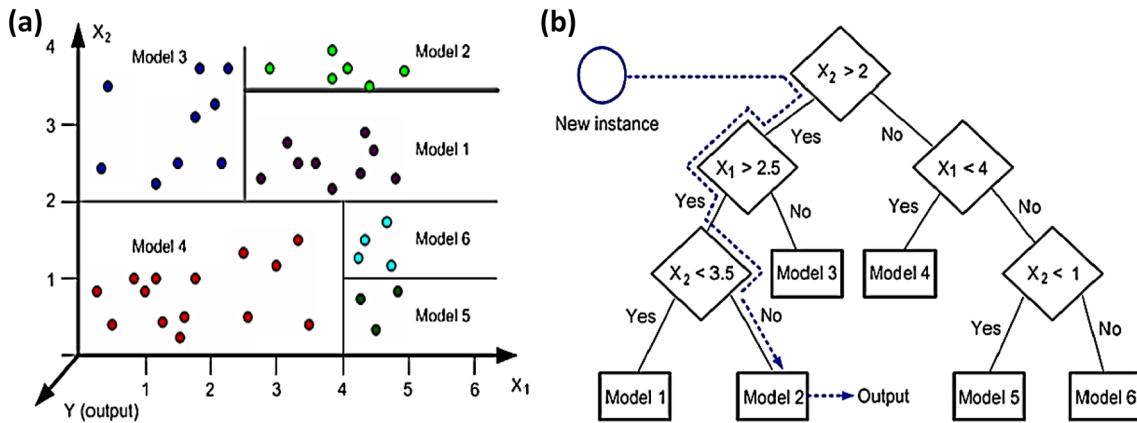 (a)
X2
4
3
2
1
Model 3
Model 2
Model 1
Model 4
Model 6
Model 5
1
2
3
4
5
6
X1
Y (output)
(b)
New instance
X2 > 2
Yes
No
X1 > 2.5
X1 < 4
Yes
No
Yes
No
X2 < 3.5
Model 3
Model 4
X2 < 1
Yes
No
Yes
No
Model 1
Model 2
Output
Model 5
Model 6